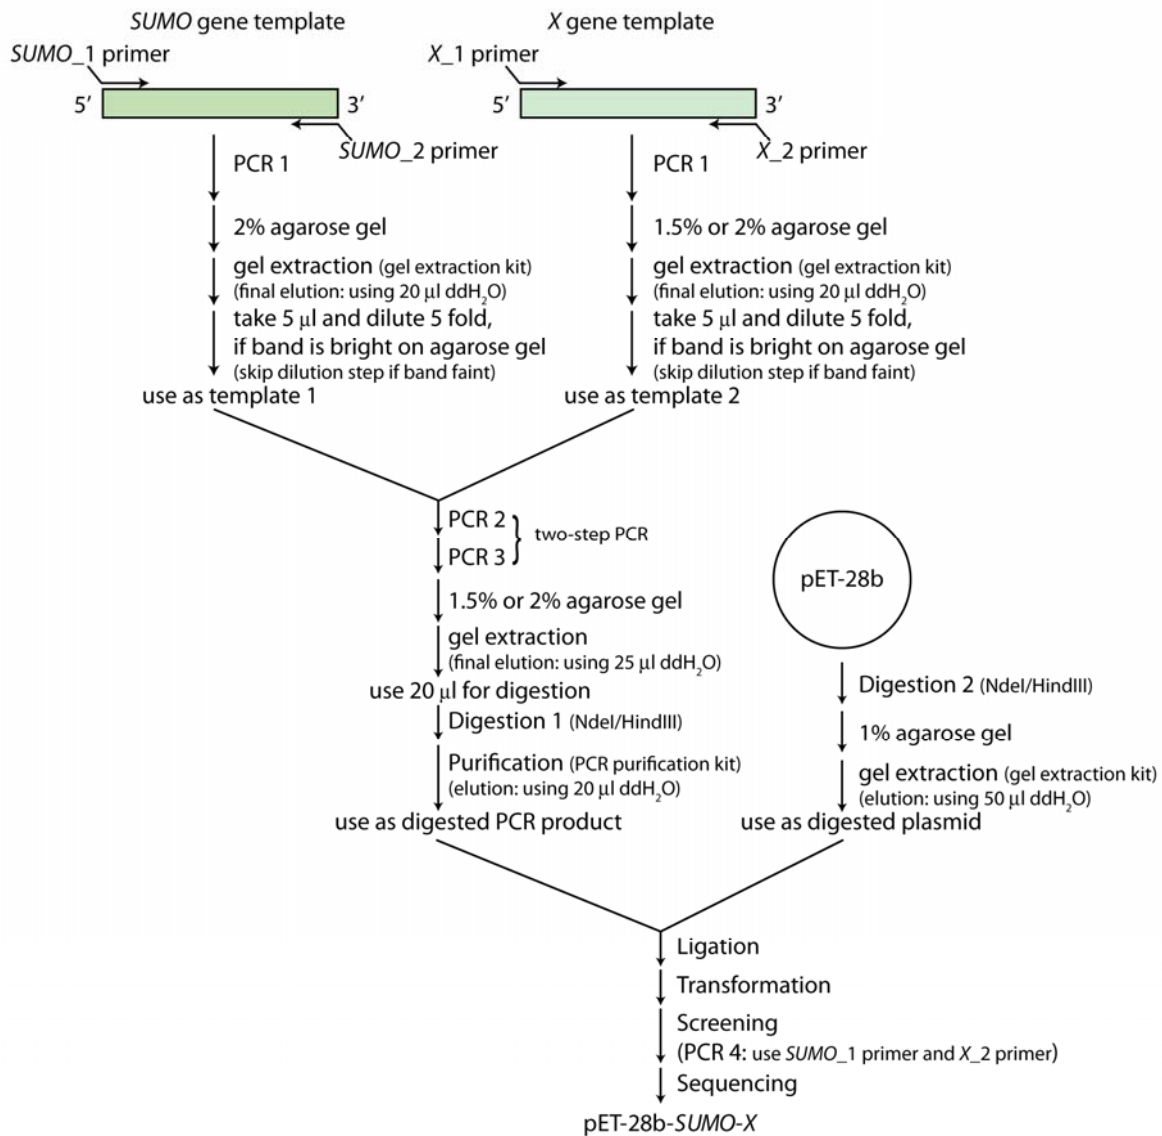 SUMO gene template
SUMO_1 primer
5′
3′
SUMO_2 primer
PCR 1
2% agarose gel
gel extraction (gel extraction kit)
(final elution: using 20 μl ddH₂O)
take 5 μl and dilute 5 fold,
if band is bright on agarose gel
(skip dilution step if band faint)
use as template 1
X gene template
X_1 primer
5′
3′
X_2 primer
PCR 1
1.5% or 2% agarose gel
gel extraction (gel extraction kit)
(final elution: using 20 μl ddH₂O)
take 5 μl and dilute 5 fold,
if band is bright on agarose gel
(skip dilution step if band faint)
use as template 2
PCR 2
PCR 3
} two-step PCR
1.5% or 2% agarose gel
gel extraction
(final elution: using 25 μl ddH₂O)
use 20 μl for digestion
Digestion 1 (NdeI/HindIII)
Purification (PCR purification kit)
(elution: using 20 μl ddH₂O)
use as digested PCR product
pET-28b
Digestion 2 (NdeI/HindIII)
1% agarose gel
gel extraction (gel extraction kit)
(elution: using 50 μl ddH₂O)
use as digested plasmid
Ligation
Transformation
Screening
(PCR 4: use SUMO_1 primer and X_2 primer)
Sequencing
pET-28b-SUMO-X